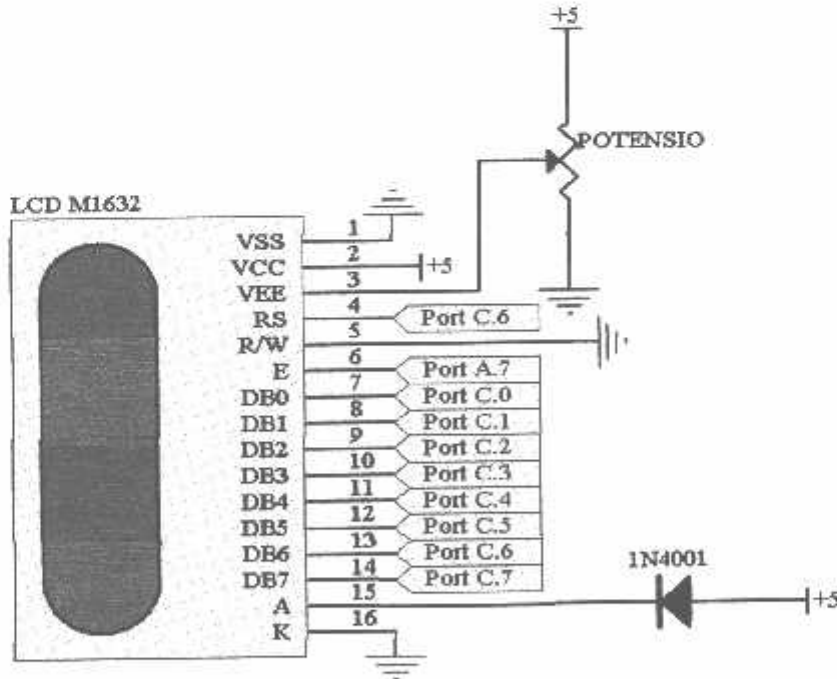 +5
POTENSIO
LCD M1632
VSS 1
VCC 2 +5
VEE 3
RS 4 Port C.6
R/W 5
E 6 Port A.7
DB0 7 Port C.0
DB1 8 Port C.1
DB2 9 Port C.2
DB3 10 Port C.3
DB4 11 Port C.4
DB5 12 Port C.5
DB6 13 Port C.6
DB7 14 Port C.7
1N4001
A 15 +5
K 16